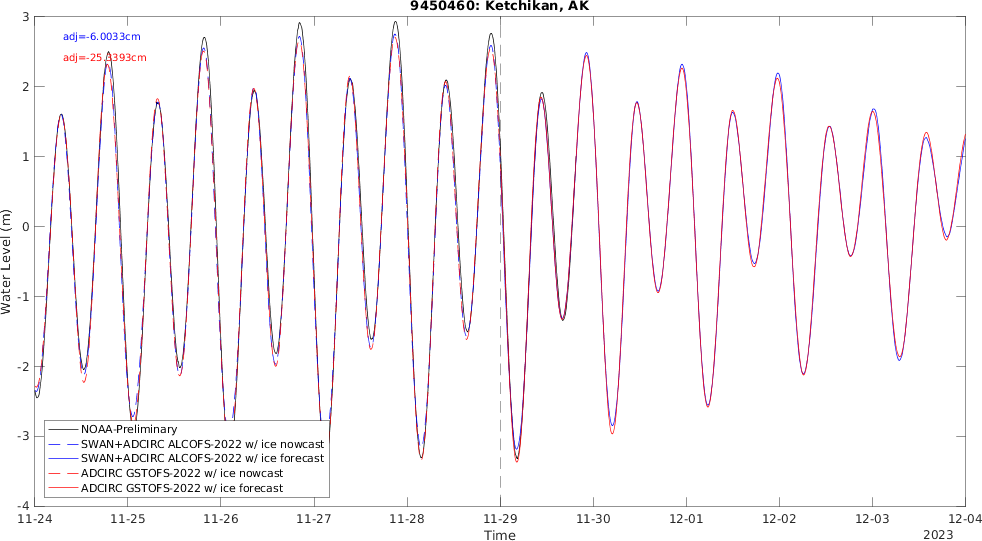 9450460: Ketchikan, AK
adj=-6.0033cm
adj=-25.3393cm
Water Level (m)
3
2
1
0
-1
-2
-3
-4
NOAA-Preliminary
SWAN+ADCIRC ALCOFS-2022 w/ ice nowcast
SWAN+ADCIRC ALCOFS-2022 w/ ice forecast
ADCIRC GSTOFS-2022 w/ ice nowcast
ADCIRC GSTOFS-2022 w/ ice forecast
11-24 11-25 11-26 11-27 11-28 11-29 11-30 12-01 12-02 12-03 12-04
Time
2023